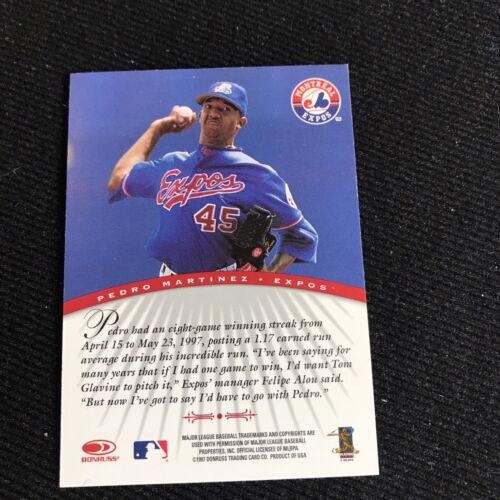 MONTREAL
EXPOS
Expos
45
PEDRO MARTINEZ • EXPOS
Pedro had an eight-game winning streak from
April 15 to May 23, 1997, posting a 1.17 earned run
average during his incredible run. “I’ve been saying for
many years that if I had one game to win, I’d want Tom
Glavine to pitch it,” Expos’ manager Felipe Alou said.
“But now I’ve got to say I’d have to go with Pedro.”
DONRUSS
MAJOR LEAGUE BASEBALL TRADEMARKS AND COPYRIGHTS ARE
USED WITH PERMISSION OF MAJOR LEAGUE BASEBALL
PROPERTIES, INC. OFFICIAL LICENSEE OF MLBPA.
©1997 DONRUSS TRADING CARD CO. PRODUCT OF USA